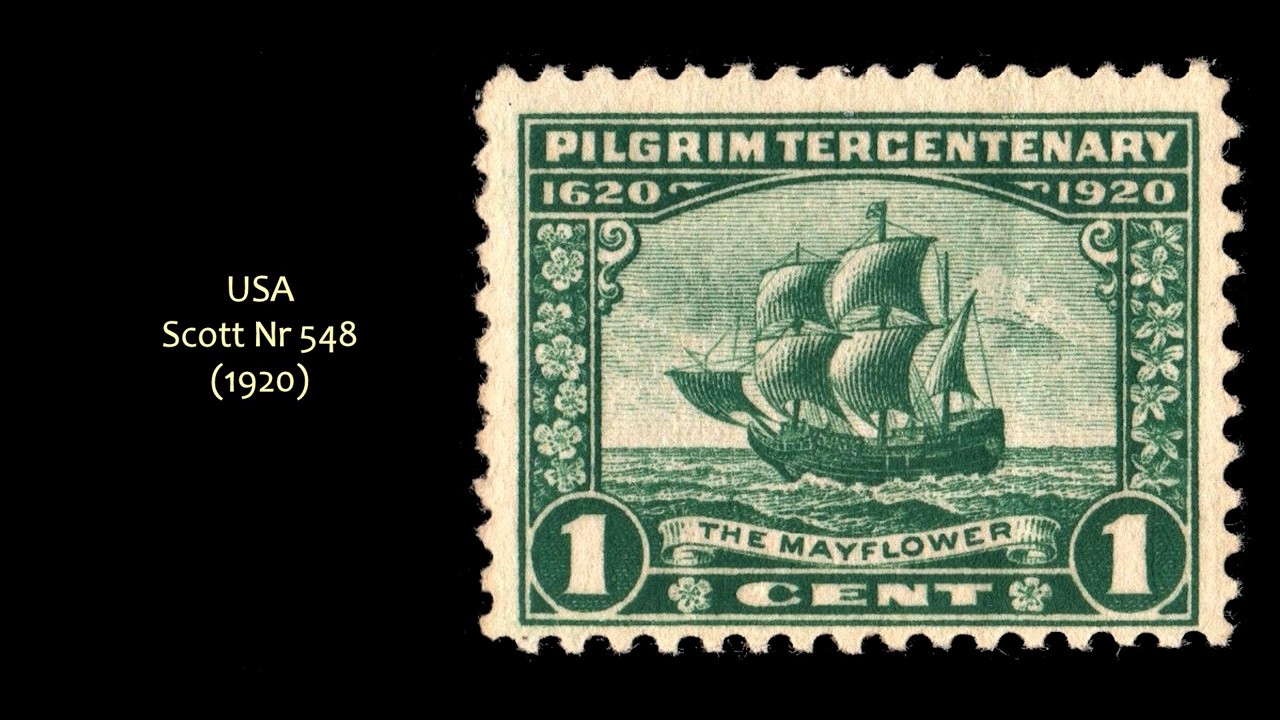 USA
Scott Nr 548
(1920)
PILGRIM TERCENTENARY
1620 1920
THE MAYFLOWER
1 CENT 1